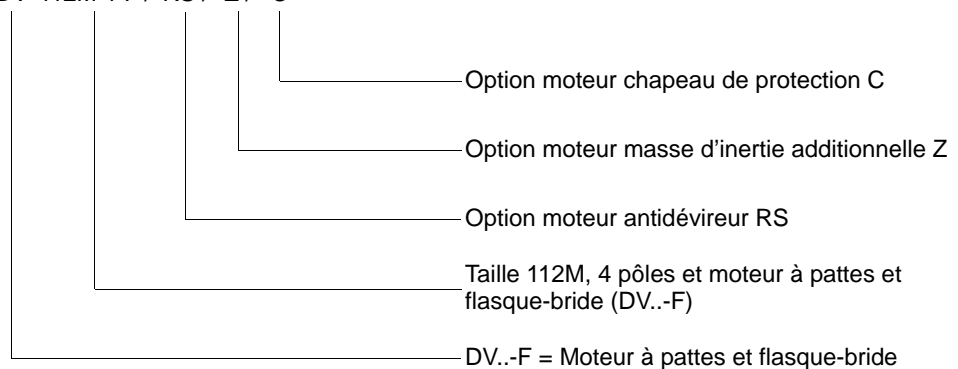 Option moteur chapeau de protection C
Option moteur masse d'inertie additionnelle Z
Option moteur antidévireur RS
Taille 112M, 4 pôles et moteur à pattes et
flasque-bride (DV..-F)
DV..-F = Moteur à pattes et flasque-bride